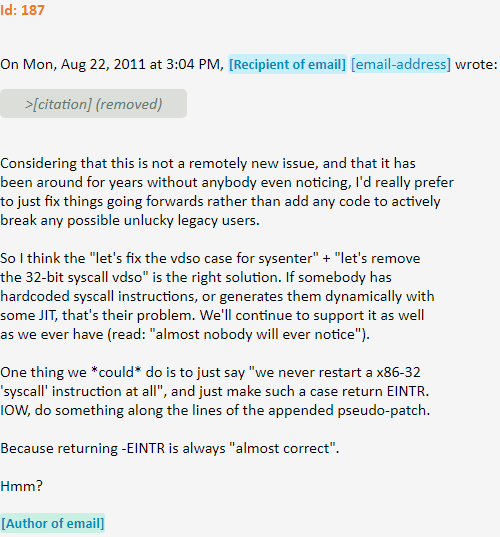 Id: 187
On Mon, Aug 22, 2011 at 3:04 PM, [Recipient of email] [email-address] wrote:
>[citation] (removed)
Considering that this is not a remotely new issue, and that it has
been around for years without anybody even noticing, I'd really prefer
to just fix things going forwards rather than add any code to actively
break any possible unlucky legacy users.
So I think the "let's fix the vdso case for sysenter" + "let's remove
the 32-bit syscall vdso" is the right solution. If somebody has
hardcoded syscall instructions, or generates them dynamically with
some JIT, that's their problem. We'll continue to support it as well
as we ever have (read: "almost nobody will ever notice").
One thing we *could* do is to just say "we never restart a x86-32
'syscall' instruction at all", and just make such a case return EINTR.
IOW, do something along the lines of the appended pseudo-patch.
Because returning -EINTR is always "almost correct".
Hmm?
[Author of email]